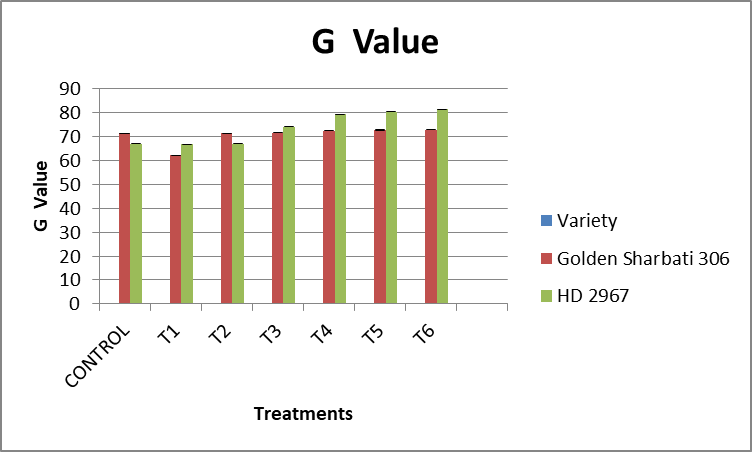 G Value
90
80
70
60
50
40
30
20
10
0
G Value
CONTROL
T1
T2
T3
T4
T5
T6
Treatments
Variety
Golden Sharbati 306
HD 2967